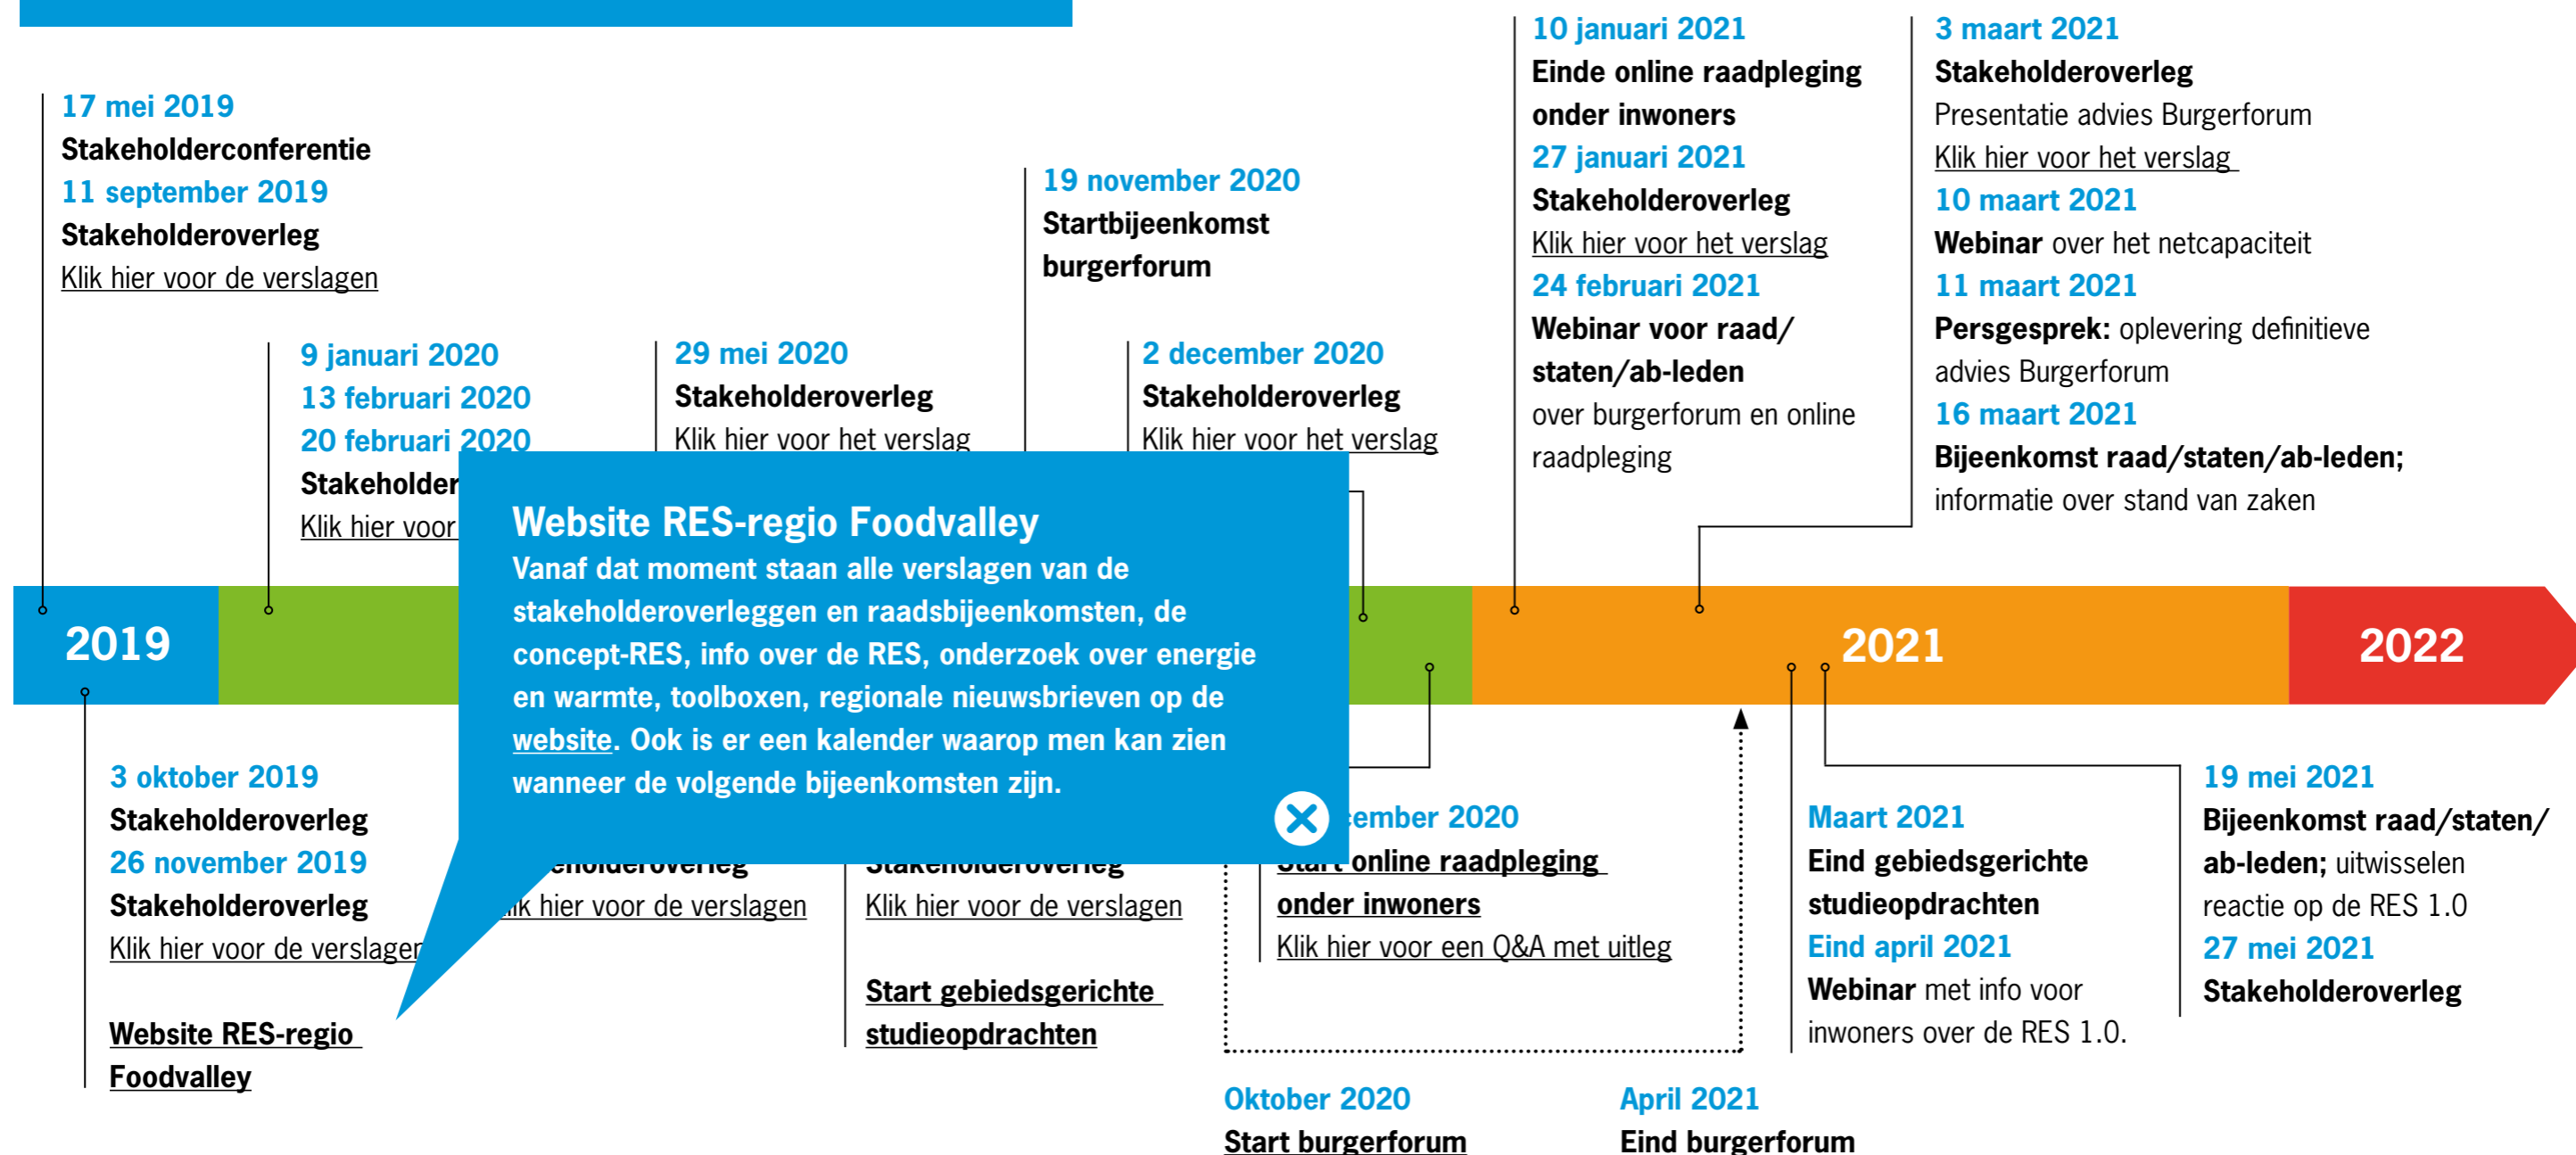 17 mei 2019
Stakeholderconferentie
11 september 2019
Stakeholderoverleg
Klik hier voor de verslagen
9 januari 2020
13 februari 2020
20 februari 2020
Stakeholder
Klik hier voor
29 mei 2020
Stakeholderoverleg
Klik hier voor het verslag
19 november 2020
Startbijeenkomst
burgerforum
2 december 2020
Stakeholderoverleg
Klik hier voor het verslag
10 januari 2021
Einde online raadpleging
onder inwoners
27 januari 2021
Stakeholderoverleg
Klik hier voor het verslag
24 februari 2021
Webinar voor raad/
staten/ab-leden
over burgerforum en online
raadpleging
3 maart 2021
Stakeholderoverleg
Presentatie advies Burgerforum
Klik hier voor het verslag
10 maart 2021
Webinar over het netcapaciteit
11 maart 2021
Persgesprek: oplevering definitieve
advies Burgerforum
16 maart 2021
Bijeenkomst raad/staten/ab-leden;
informatie over stand van zaken
Website RES-regio Foodvalley
Vanaf dat moment staan alle verslagen van de
stakeholderoverleggen en raadsbijeenkomsten, de
concept-RES, info over de RES, onderzoek over energie
en warmte, toolboxen, regionale nieuwsbrieven op de
website. Ook is er een kalender waarop men kan zien
wanneer de volgende bijeenkomsten zijn.
2019
2021
2022
3 oktober 2019
Stakeholderoverleg
26 november 2019
Stakeholderoverleg
Klik hier voor de verslagen
Website RES-regio
Foodvalley
eholderoverleg
hier voor de verslagen
Stakeholderoverleg
Klik hier voor de verslagen
Start gebiedsgerichte
studieopdrachten
cember 2020
Start online raadpleging
onder inwoners
Klik hier voor een Q&A met uitleg
Maart 2021
Eind gebiedsgerichte
studieopdrachten
Eind april 2021
Webinar met info voor
inwoners over de RES 1.0.
19 mei 2021
Bijeenkomst raad/staten/
ab-leden; uitwisselen
reactie op de RES 1.0
27 mei 2021
Stakeholderoverleg
Oktober 2020
Start burgerforum
April 2021
Eind burgerforum